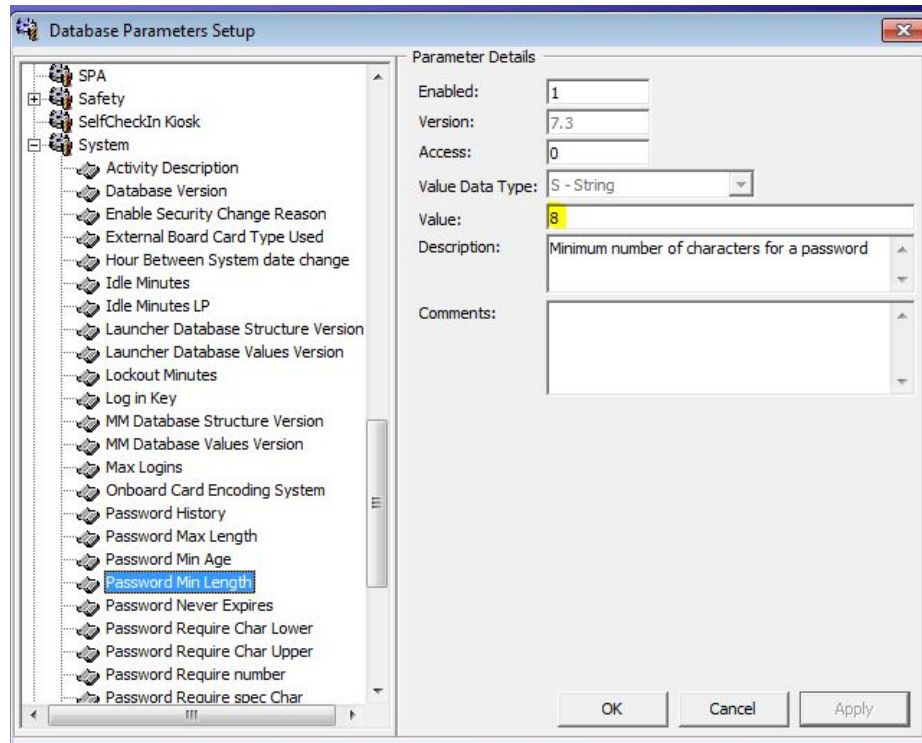 Database Parameters Setup
SPA
Safety
SelfCheckIn Kiosk
System
Activity Description
Database Version
Enable Security Change Reason
External Board Card Type Used
Hour Between System date change
Idle Minutes
Idle Minutes LP
Launcher Database Structure Version
Launcher Database Values Version
Lockout Minutes
Log in Key
MM Database Structure Version
MM Database Values Version
Max Logins
Onboard Card Encoding System
Password History
Password Max Length
Password Min Age
Password Min Length
Password Never Expires
Password Require Char Lower
Password Require Char Upper
Password Require number
Password Require spec Char
Parameter Details
Enabled: 1
Version: 7.3
Access: 0
Value Data Type: S - String
Value: 8
Description: Minimum number of characters for a password
Comments:
OK Cancel Apply